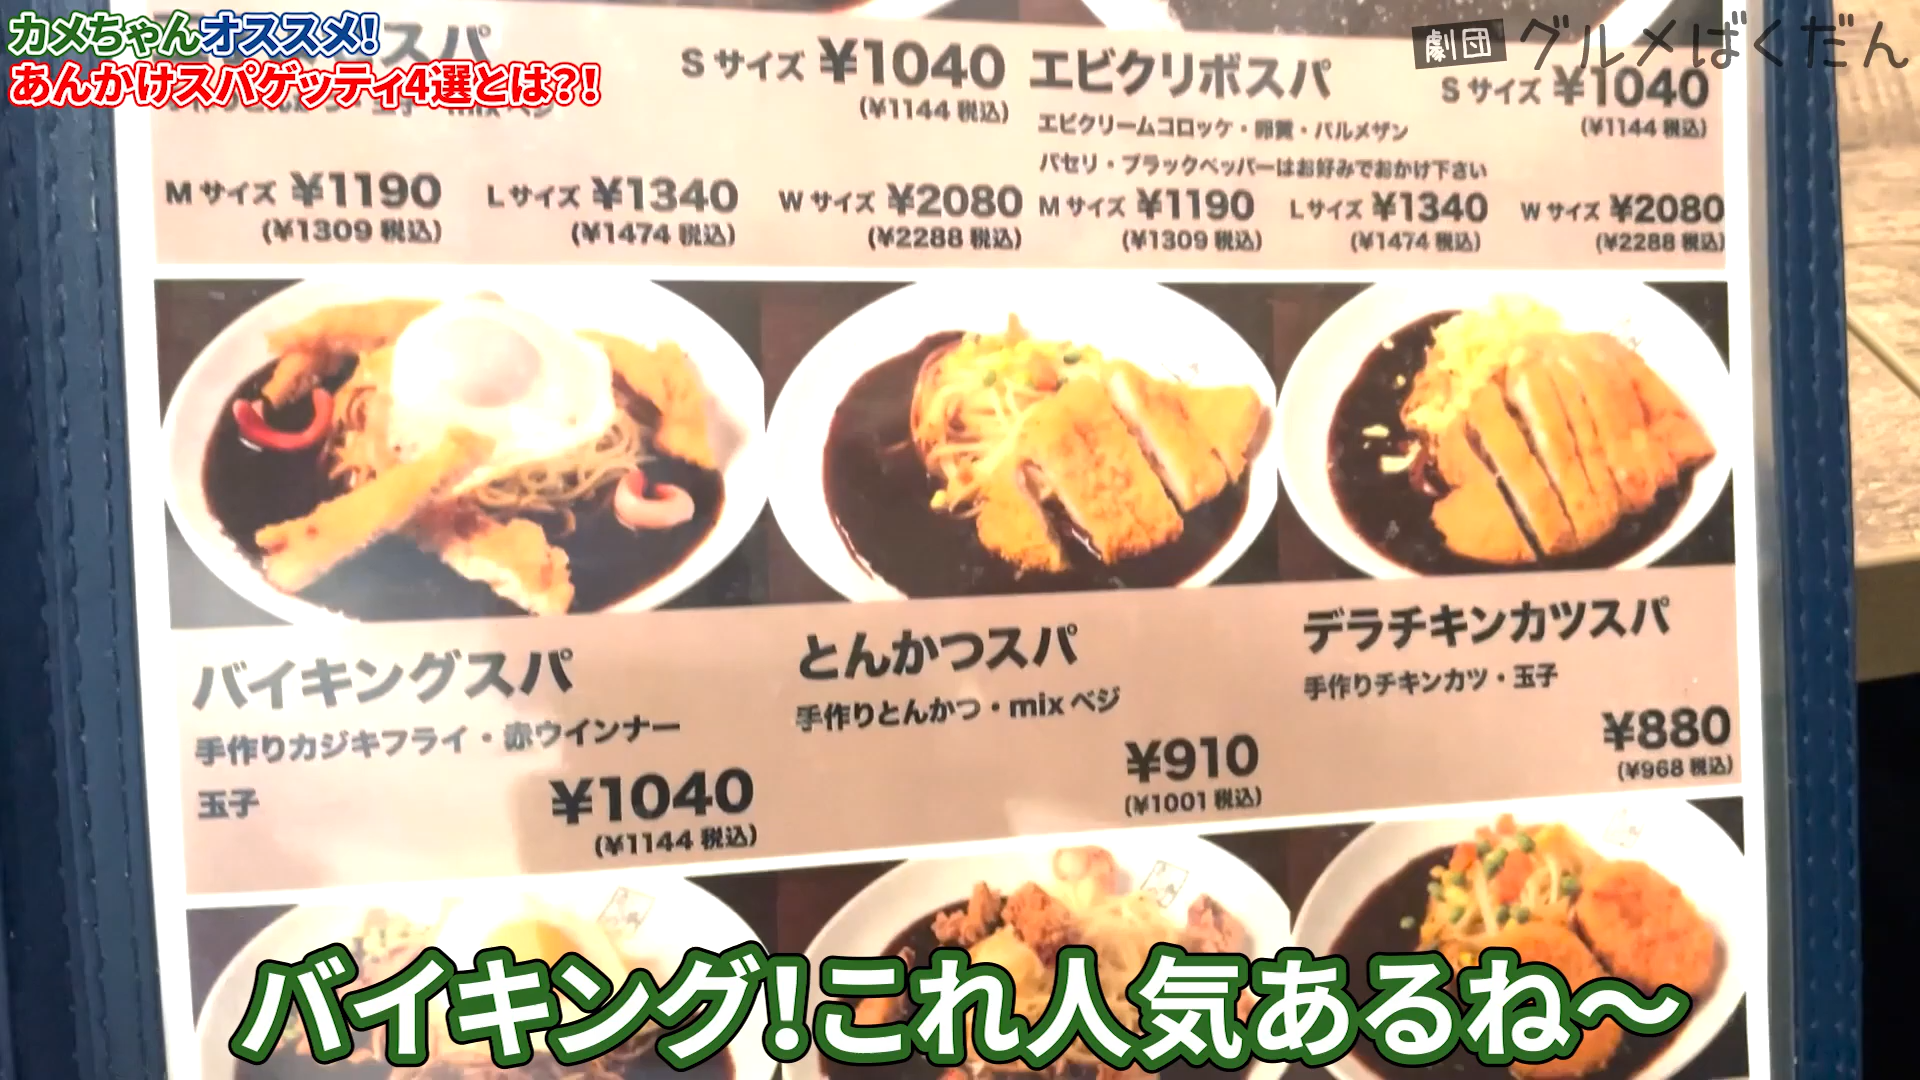 カメちゃんオススメ!
あんかけスパゲッティ4選とは?!
劇団 グルメばくだん
スパ
Sサイズ ¥1040
(¥1144 税込)
Mサイズ ¥1190
(¥1309 税込)
Lサイズ ¥1340
(¥1474 税込)
Wサイズ ¥2080
(¥2288 税込)
エビクリボスパ
Sサイズ ¥1040
(¥1144 税込)
エビクリームコロッケ・卵黄・パルメザン
パセリ・ブラックペッパーはお好みでおかけ下さい
Mサイズ ¥1190
(¥1309 税込)
Lサイズ ¥1340
(¥1474 税込)
Wサイズ ¥2080
(¥2288 税込)
バイキングスパ
手作りカジキフライ・赤ウインナー
玉子
¥1040
(¥1144 税込)
とんかつスパ
手作りとんかつ・mixベジ
¥910
(¥1001 税込)
デラチキンカツスパ
手作りチキンカツ・玉子
¥880
(¥968 税込)
バイキング!これ人気あるね〜